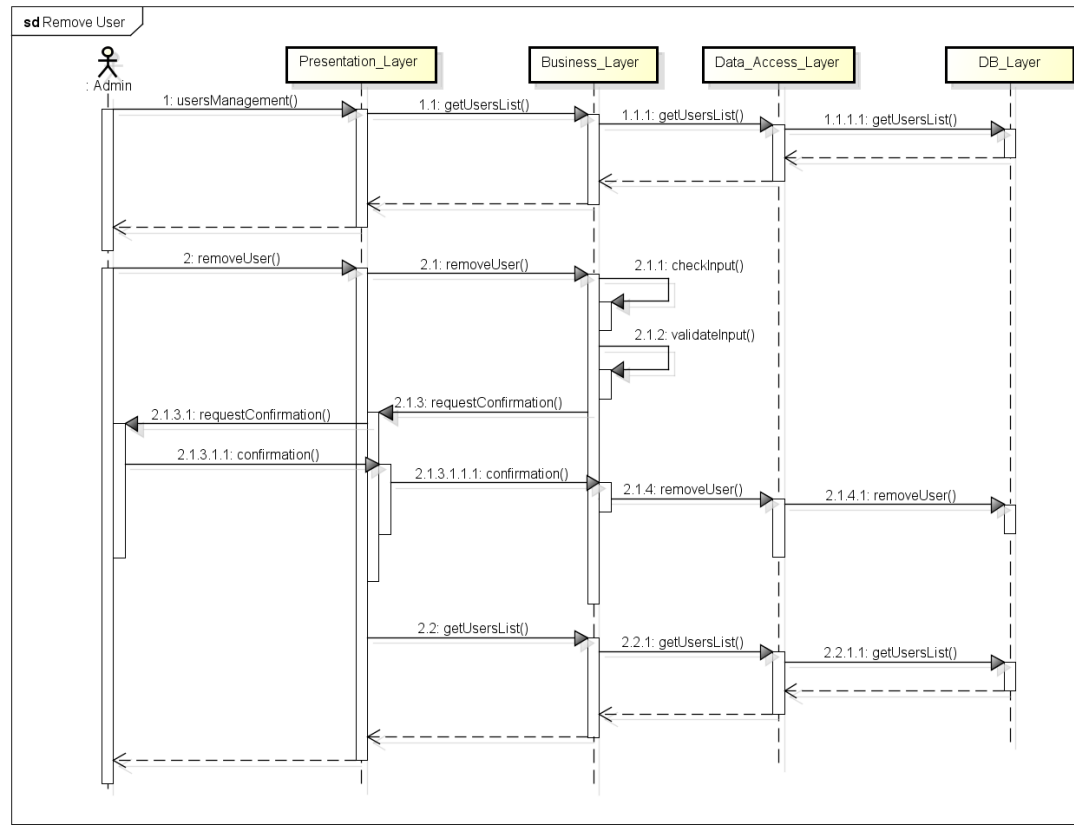 sd Remove User
: Admin
Presentation_Layer
Business_Layer
Data_Access_Layer
DB_Layer
1: usersManagement()
1.1: getUsersList()
1.1.1: getUsersList()
1.1.1.1: getUsersList()
2: removeUser()
2.1: removeUser()
2.1.1: checkInput()
2.1.2: validateInput()
2.1.3: requestConfirmation()
2.1.3.1: requestConfirmation()
2.1.3.1.1: confirmation()
2.1.3.1.1.1: confirmation()
2.1.4: removeUser()
2.1.4.1: removeUser()
2.2: getUsersList()
2.2.1: getUsersList()
2.2.1.1: getUsersList()